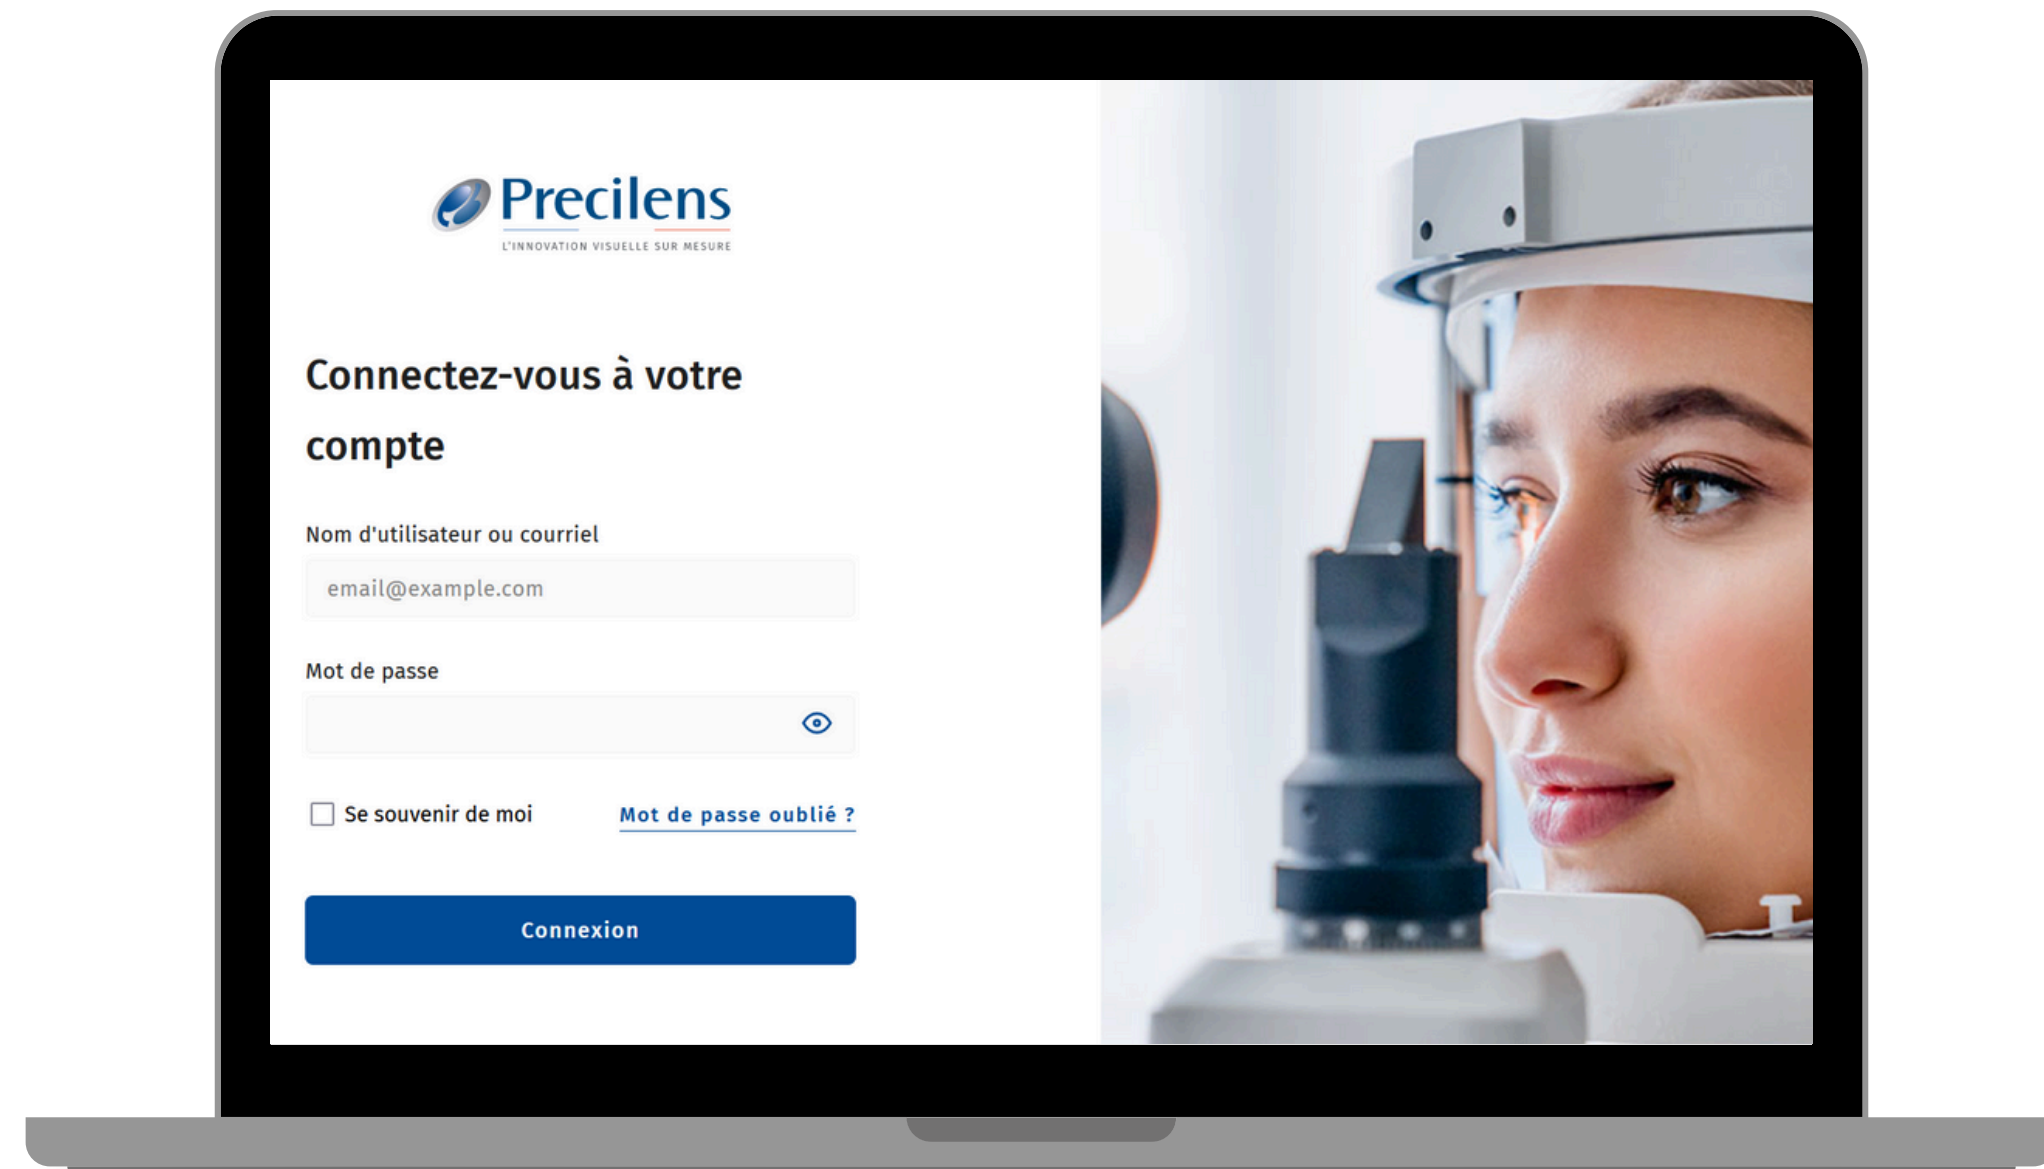 Precilens
L'INNOVATION VISUELLE SUR MESURE
Connectez-vous à votre
compte
Nom d'utilisateur ou courriel
email@example.com
Mot de passe
Se souvenir de moi
Mot de passe oublié ?
Connexion